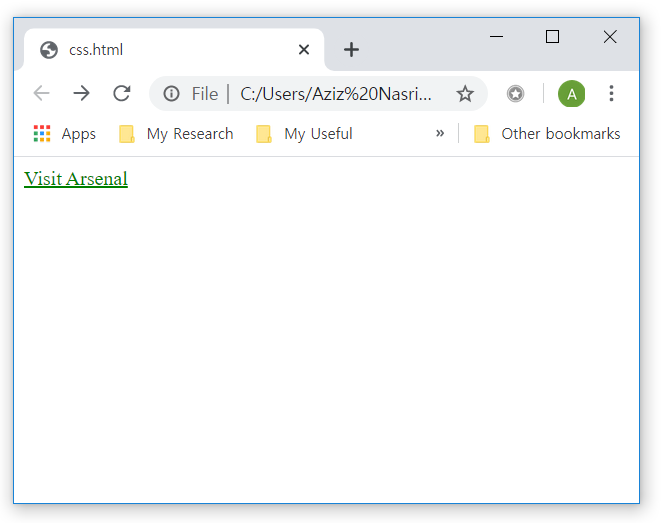 css.html
File | C:/Users/Aziz%20Nasri...
A
Apps My Research My Useful » Other bookmarks
Visit Arsenal